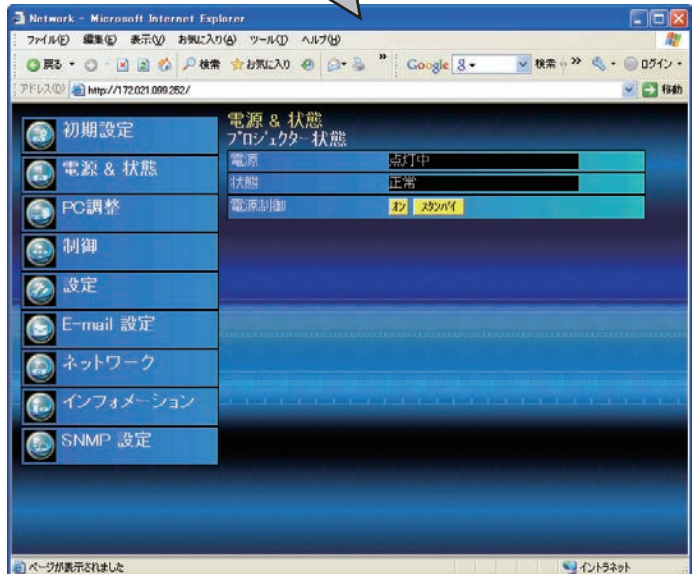 Network - Microsoft Internet Explorer
ファイル(F) 編集(E) 表示(V) お気に入り(A) ツール(T) ヘルプ(H)
戻る 検索 お気に入り » Google 検索 » ログイン
アドレス(D) http://172.021.099.252/ 移動
初期設定
電源 & 状態
PC調整
制御
設定
E-mail 設定
ネットワーク
インフォメーション
SNMP 設定
電源 & 状態
プロジェクター状態
電源 点灯中
状態 正常
電源制御 オン スタンバイ
ページが表示されました イントラネット